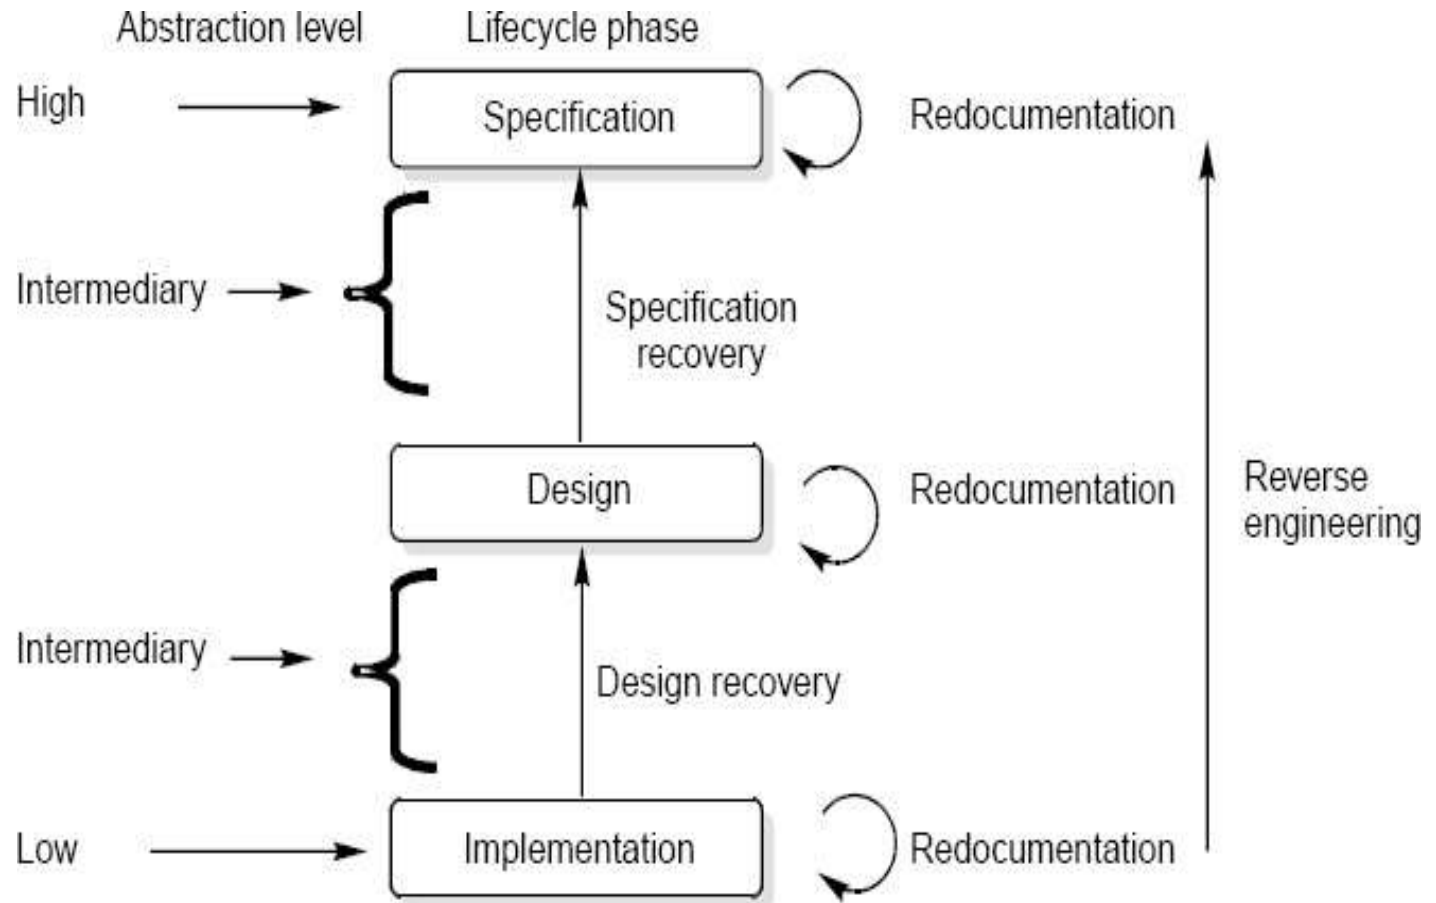 Abstraction level
Lifecycle phase
High
Specification
Redocumentation
Intermediary
Specification
recovery
Design
Redocumentation
Reverse
engineering
Intermediary
Design recovery
Low
Implementation
Redocumentation